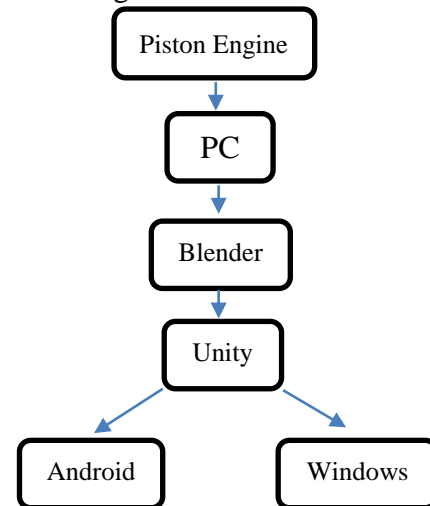 Piston Engine
PC
Blender
Unity
Android
Windows